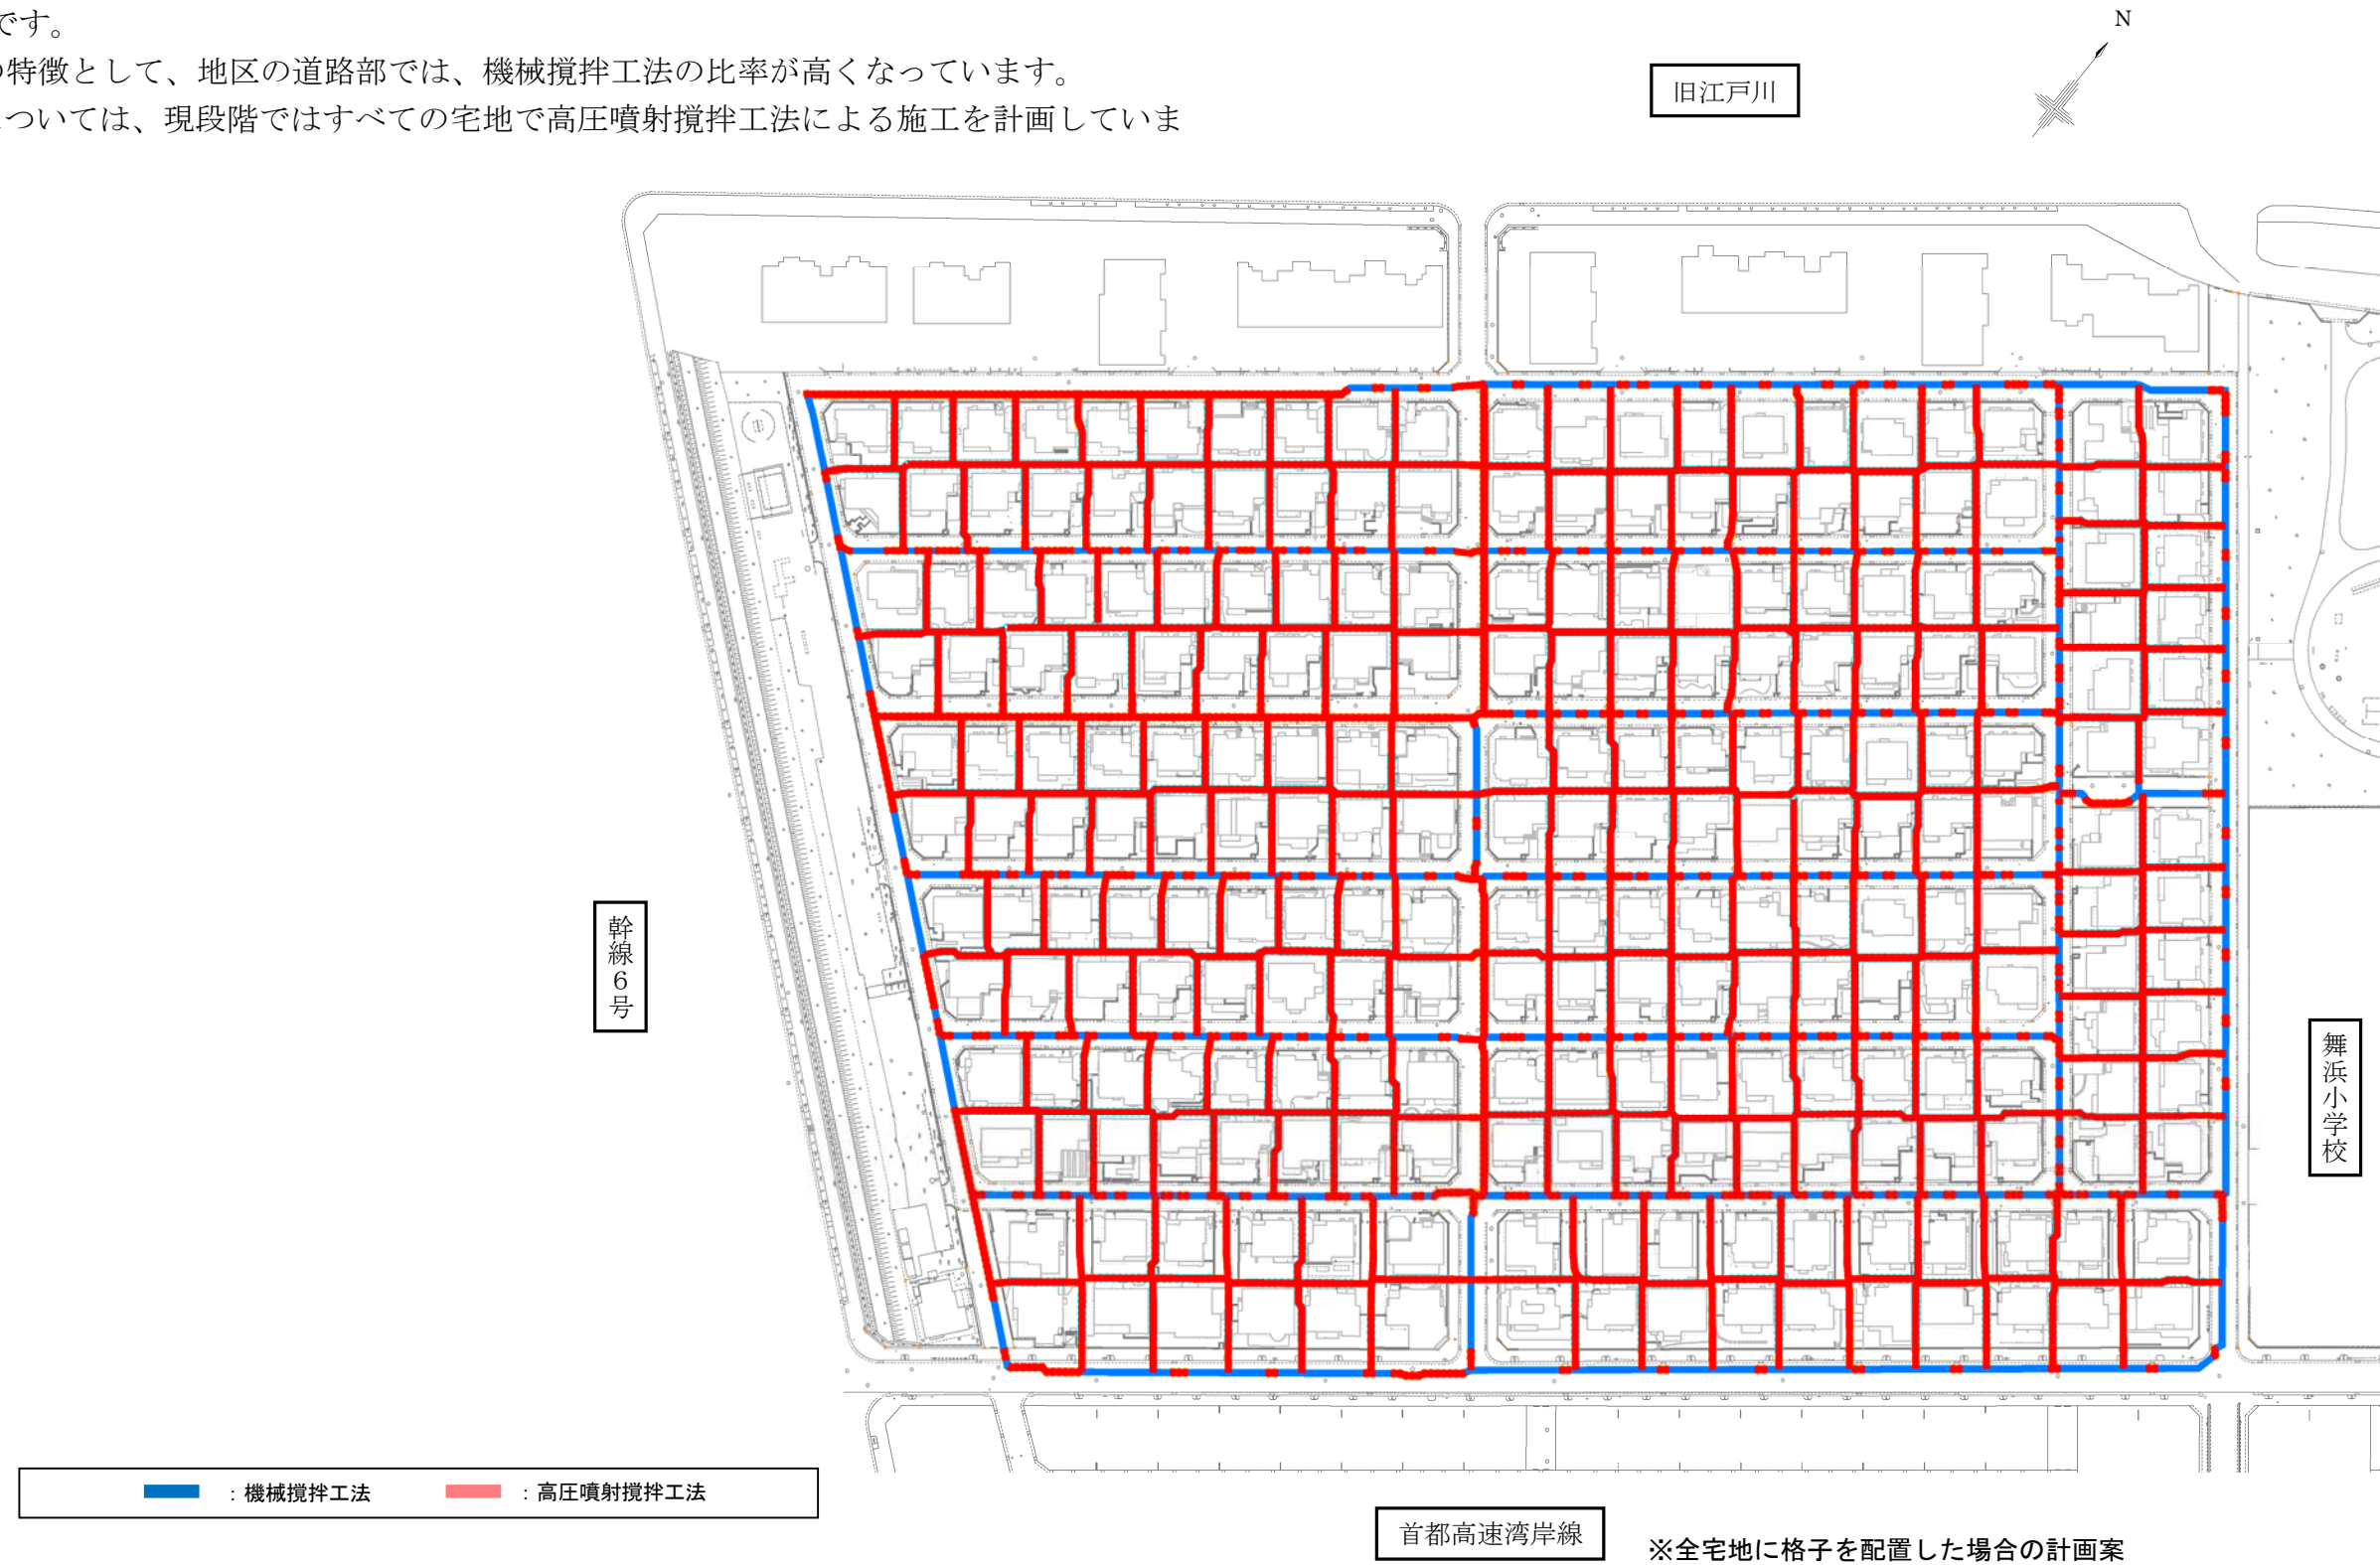 です。
の特徴として、地区の道路部では、機械撹拌工法の比率が高くなっています。
ついては、現段階ではすべての宅地で高圧噴射撹拌工法による施工を計画していま
N
旧江戸川
幹線6号
舞浜小学校
：機械撹拌工法
：高圧噴射撹拌工法
首都高速湾岸線
※全宅地に格子を配置した場合の計画案